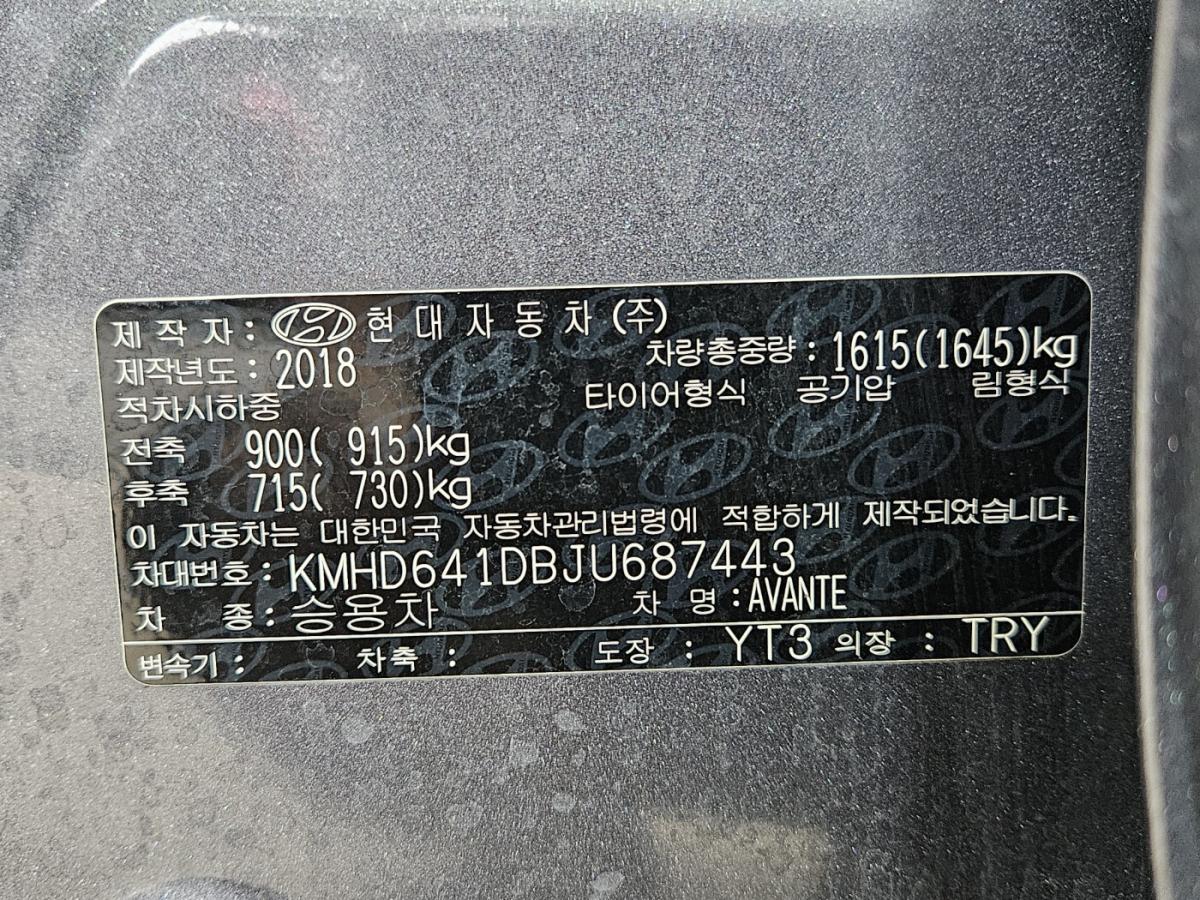 제 작 자 : 현 대 자 동 차 (주)
제작년도 : 2018 차량총중량 : 1615(1645)kg
적차시하중 타이어형식 공기압 림형식
전축 900( 915)kg
후축 715( 730)kg
이 자동차는 대한민국 자동차관리법령에 적합하게 제작되었습니다.
차대번호 : KMHD641DBJU687443
차 종 : 승용차 차 명 : AVANTE
변속기 : 차축 : 도장 : YT3 의장 : TRY